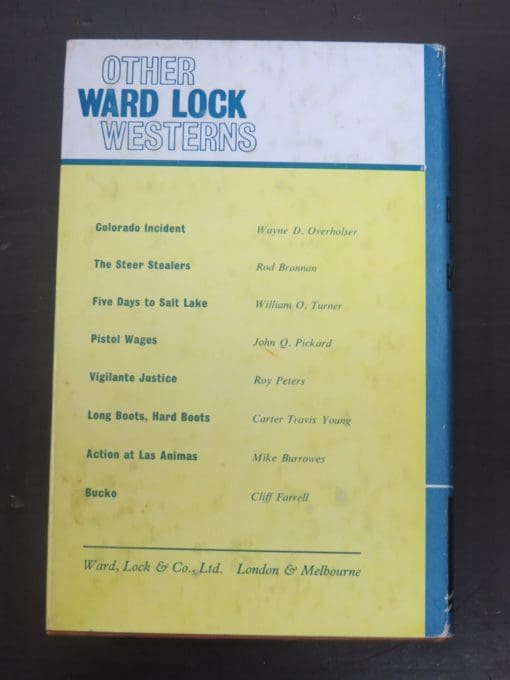 OTHER
WARD LOCK
WESTERNS
Colorado Incident Wayne D. Overholser
The Steer Stealers Rod Brannan
Five Days to Salt Lake William O. Turner
Pistol Wages John Q. Pickard
Vigilante Justice Roy Peters
Long Boots, Hard Boots Carter Travis Young
Action at Las Animas Mike Burrowes
Bucko Cliff Farrell
Ward, Lock & Co., Ltd. London & Melbourne